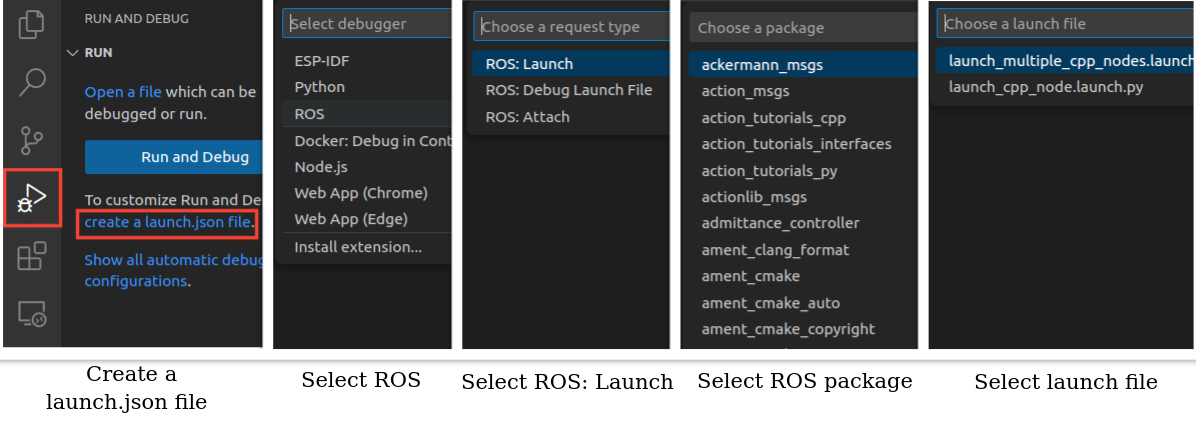 RUN AND DEBUG
RUN
Open a file which can be
debugged or run.
Run and Debug
To customize Run and De
create a launch.json file.
Show all automatic debug
configurations.
Create a
launch.json file
Select debugger
ESP-IDF
Python
ROS
Docker: Debug in Cont
Node.js
Web App (Chrome)
Web App (Edge)
Install extension...
Select ROS
Choose a request type
ROS: Launch
ROS: Debug Launch File
ROS: Attach
Select ROS: Launch
Choose a package
ackermann_msgs
action_msgs
action_tutorials_cpp
action_tutorials_interfaces
action_tutorials_py
actionlib_msgs
admittance_controller
ament_clang_format
ament_cmake
ament_cmake_auto
ament_cmake_copyright
Select ROS package
Choose a launch file
launch_multiple_cpp_nodes.launch
launch_cpp_node.launch.py
Select launch file